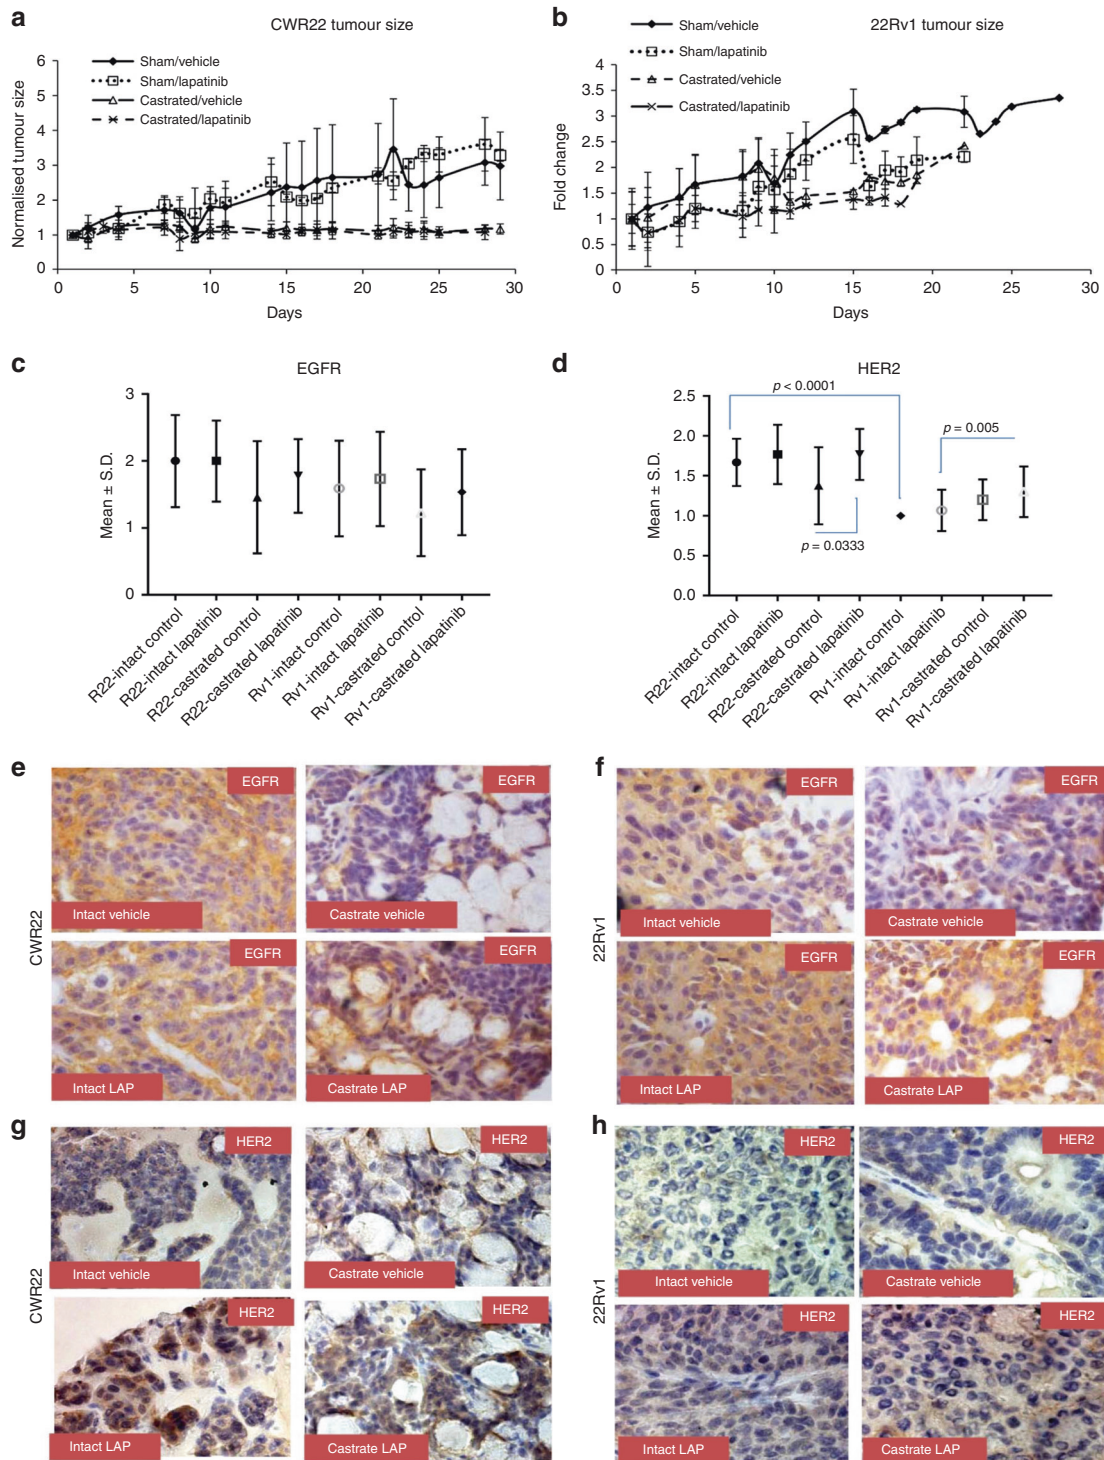 a
CWR22 tumour size
Sham/vehicle
Sham/lapatinib
Castrated/vehicle
Castrated/lapatinib
Normalised tumour size
6
5
4
3
2
1
0
0 5 10 15 20 25 30
Days
b
22Rv1 tumour size
Sham/vehicle
Sham/lapatinib
Castrated/vehicle
Castrated/lapatinib
Fold change
4
3.5
3
2.5
2
1.5
1
0.5
0
0 5 10 15 20 25 30
Days
c
EGFR
Mean ± S.D.
3
2
1
0
R22-intact control
R22-intact lapatinib
R22-castrated control
R22-castrated lapatinib
Rv1-intact control
Rv1-intact lapatinib
Rv1-castrated control
Rv1-castrated lapatinib
d
HER2
p < 0.0001
p = 0.005
p = 0.0333
Mean ± S.D.
2.5
2.0
1.5
1.0
0.5
0.0
R22-intact control
R22-intact lapatinib
R22-castrated control
R22-castrated lapatinib
Rv1-intact control
Rv1-intact lapatinib
Rv1-castrated control
Rv1-castrated lapatinib
e
CWR22
EGFR
Intact vehicle
EGFR
Castrate vehicle
EGFR
Intact LAP
EGFR
Castrate LAP
f
22Rv1
EGFR
Intact vehicle
EGFR
Castrate vehicle
EGFR
Intact LAP
EGFR
Castrate LAP
g
CWR22
HER2
Intact vehicle
HER2
Castrate vehicle
HER2
Intact LAP
HER2
Castrate LAP
h
22Rv1
HER2
Intact vehicle
HER2
Castrate vehicle
HER2
Intact LAP
HER2
Castrate LAP